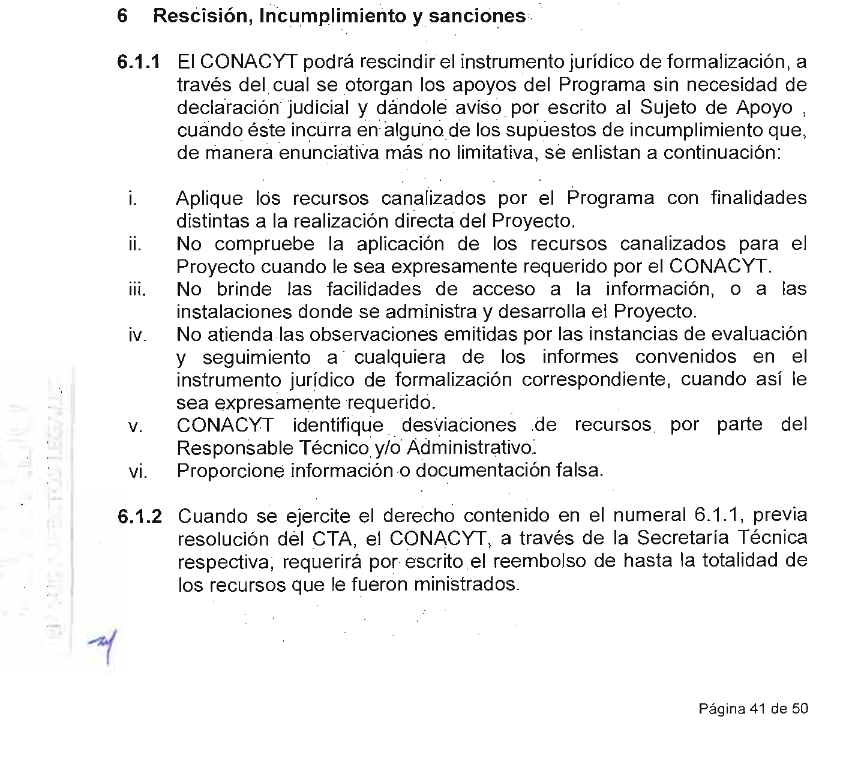 6 Rescisión, Incumplimiento y sanciones
6.1.1 El CONACYT podrá rescindir el instrumento jurídico de formalización, a
través del cual se otorgan los apoyos del Programa sin necesidad de
declaración judicial y dándole aviso por escrito al Sujeto de Apoyo ,
cuando éste incurra en alguno de los supuestos de incumplimiento que,
de manera enunciativa más no limitativa, se enlistan a continuación:
i. Aplique los recursos canalizados por el Programa con finalidades
distintas a la realización directa del Proyecto.
ii. No compruebe la aplicación de los recursos canalizados para el
Proyecto cuando le sea expresamente requerido por el CONACYT.
iii. No brinde las facilidades de acceso a la información, o a las
instalaciones donde se administra y desarrolla el Proyecto.
iv. No atienda las observaciones emitidas por las instancias de evaluación
y seguimiento a cualquiera de los informes convenidos en el
instrumento jurídico de formalización correspondiente, cuando así le
sea expresamente requerido.
v. CONACYT identifique desviaciones de recursos por parte del
Responsable Técnico y/o Administrativo.
vi. Proporcione información o documentación falsa.
6.1.2 Cuando se ejercite el derecho contenido en el numeral 6.1.1, previa
resolución del CTA, el CONACYT, a través de la Secretaría Técnica
respectiva, requerirá por escrito el reembolso de hasta la totalidad de
los recursos que le fueron ministrados.
Página 41 de 50